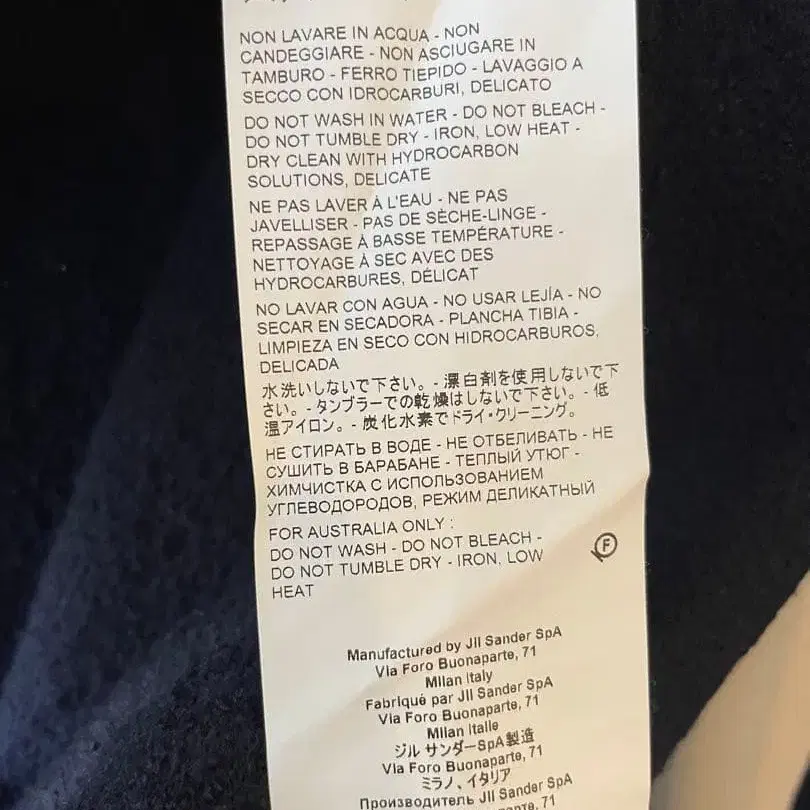 NON LAVARE IN ACQUA - NON
CANDEGGIARE - NON ASCIUGARE IN
TAMBURO - FERRO TIEPIDO - LAVAGGIO A
SECCO CON IDROCARBURI, DELICATO
DO NOT WASH IN WATER - DO NOT BLEACH -
DO NOT TUMBLE DRY - IRON, LOW HEAT -
DRY CLEAN WITH HYDROCARBON
SOLUTIONS, DELICATE
NE PAS LAVER À L'EAU - NE PAS
JAVELLISER - PAS DE SÈCHE-LINGE -
REPASSAGE À BASSE TEMPÉRATURE -
NETTOYAGE À SEC AVEC DES
HYDROCARBURES, DÉLICAT
NO LAVAR CON AGUA - NO USAR LEJÍA - NO
SECAR EN SECADORA - PLANCHA TIBIA -
LIMPIEZA EN SECO CON HIDROCARBUROS,
DELICADA
水洗いしないで下さい。- 漂白剤を使用しないで下
さい。- タンブラーでの乾燥はしないで下さい。- 低
温アイロン。- 炭化水素でドライ・クリーニング。
НЕ СТИРАТЬ В ВОДЕ - НЕ ОТБЕЛИВАТЬ - НЕ
СУШИТЬ В БАРАБАНЕ - ТЕПЛЫЙ УТЮГ -
ХИМЧИСТКА С ИСПОЛЬЗОВАНИЕМ
УГЛЕВОДОРОДОВ, РЕЖИМ ДЕЛИКАТНЫЙ
FOR AUSTRALIA ONLY :
DO NOT WASH - DO NOT BLEACH -
DO NOT TUMBLE DRY - IRON, LOW
HEAT
F
Manufactured by Jil Sander SpA
Via Foro Buonaparte, 71
Milan Italy
Fabriqué par Jil Sander SpA
Via Foro Buonaparte, 71
Milan Italie
ジル サンダーSpA製造
Via Foro Buonaparte, 71
ミラノ、イタリア
Производитель Jil Sander SpA
71